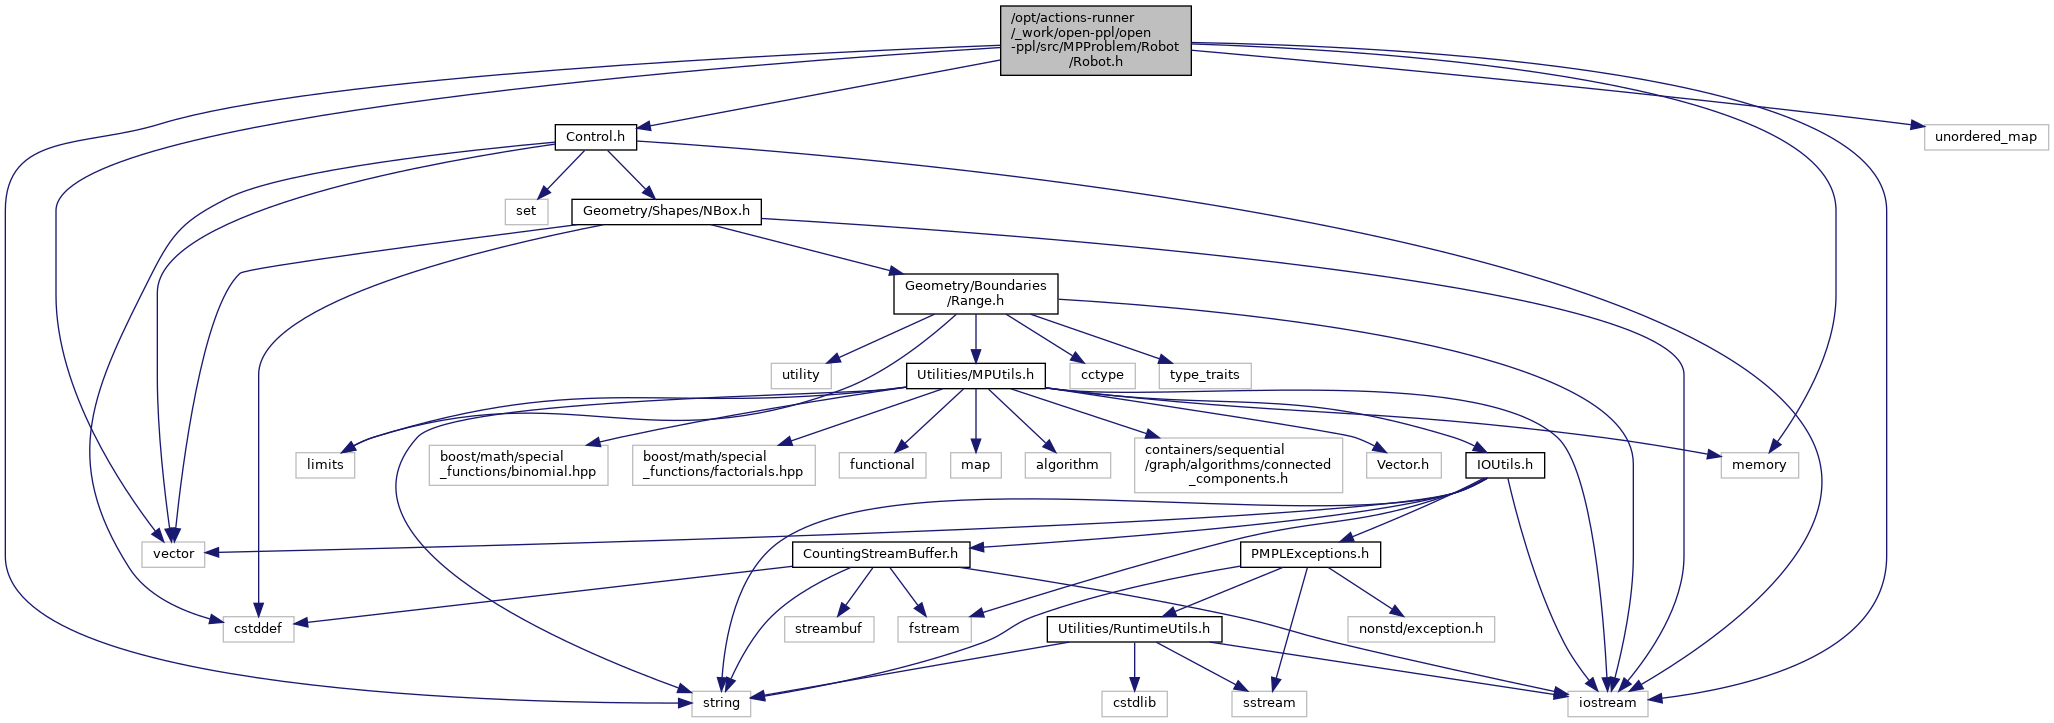 /opt/actions-runner
/_work/open-ppl/open
-ppl/src/MPProblem/Robot
/Robot.h
Control.h
unordered_map
set
Geometry/Shapes/NBox.h
Geometry/Boundaries
/Range.h
utility
Utilities/MPUtils.h
cctype
type_traits
limits
boost/math/special
_functions/binomial.hpp
boost/math/special
_functions/factorials.hpp
functional
map
algorithm
containers/sequential
/graph/algorithms/connected
_components.h
Vector.h
IOUtils.h
memory
vector
CountingStreamBuffer.h
PMPLExceptions.h
cstddef
streambuf
fstream
Utilities/RuntimeUtils.h
nonstd/exception.h
string
cstdlib
sstream
iostream